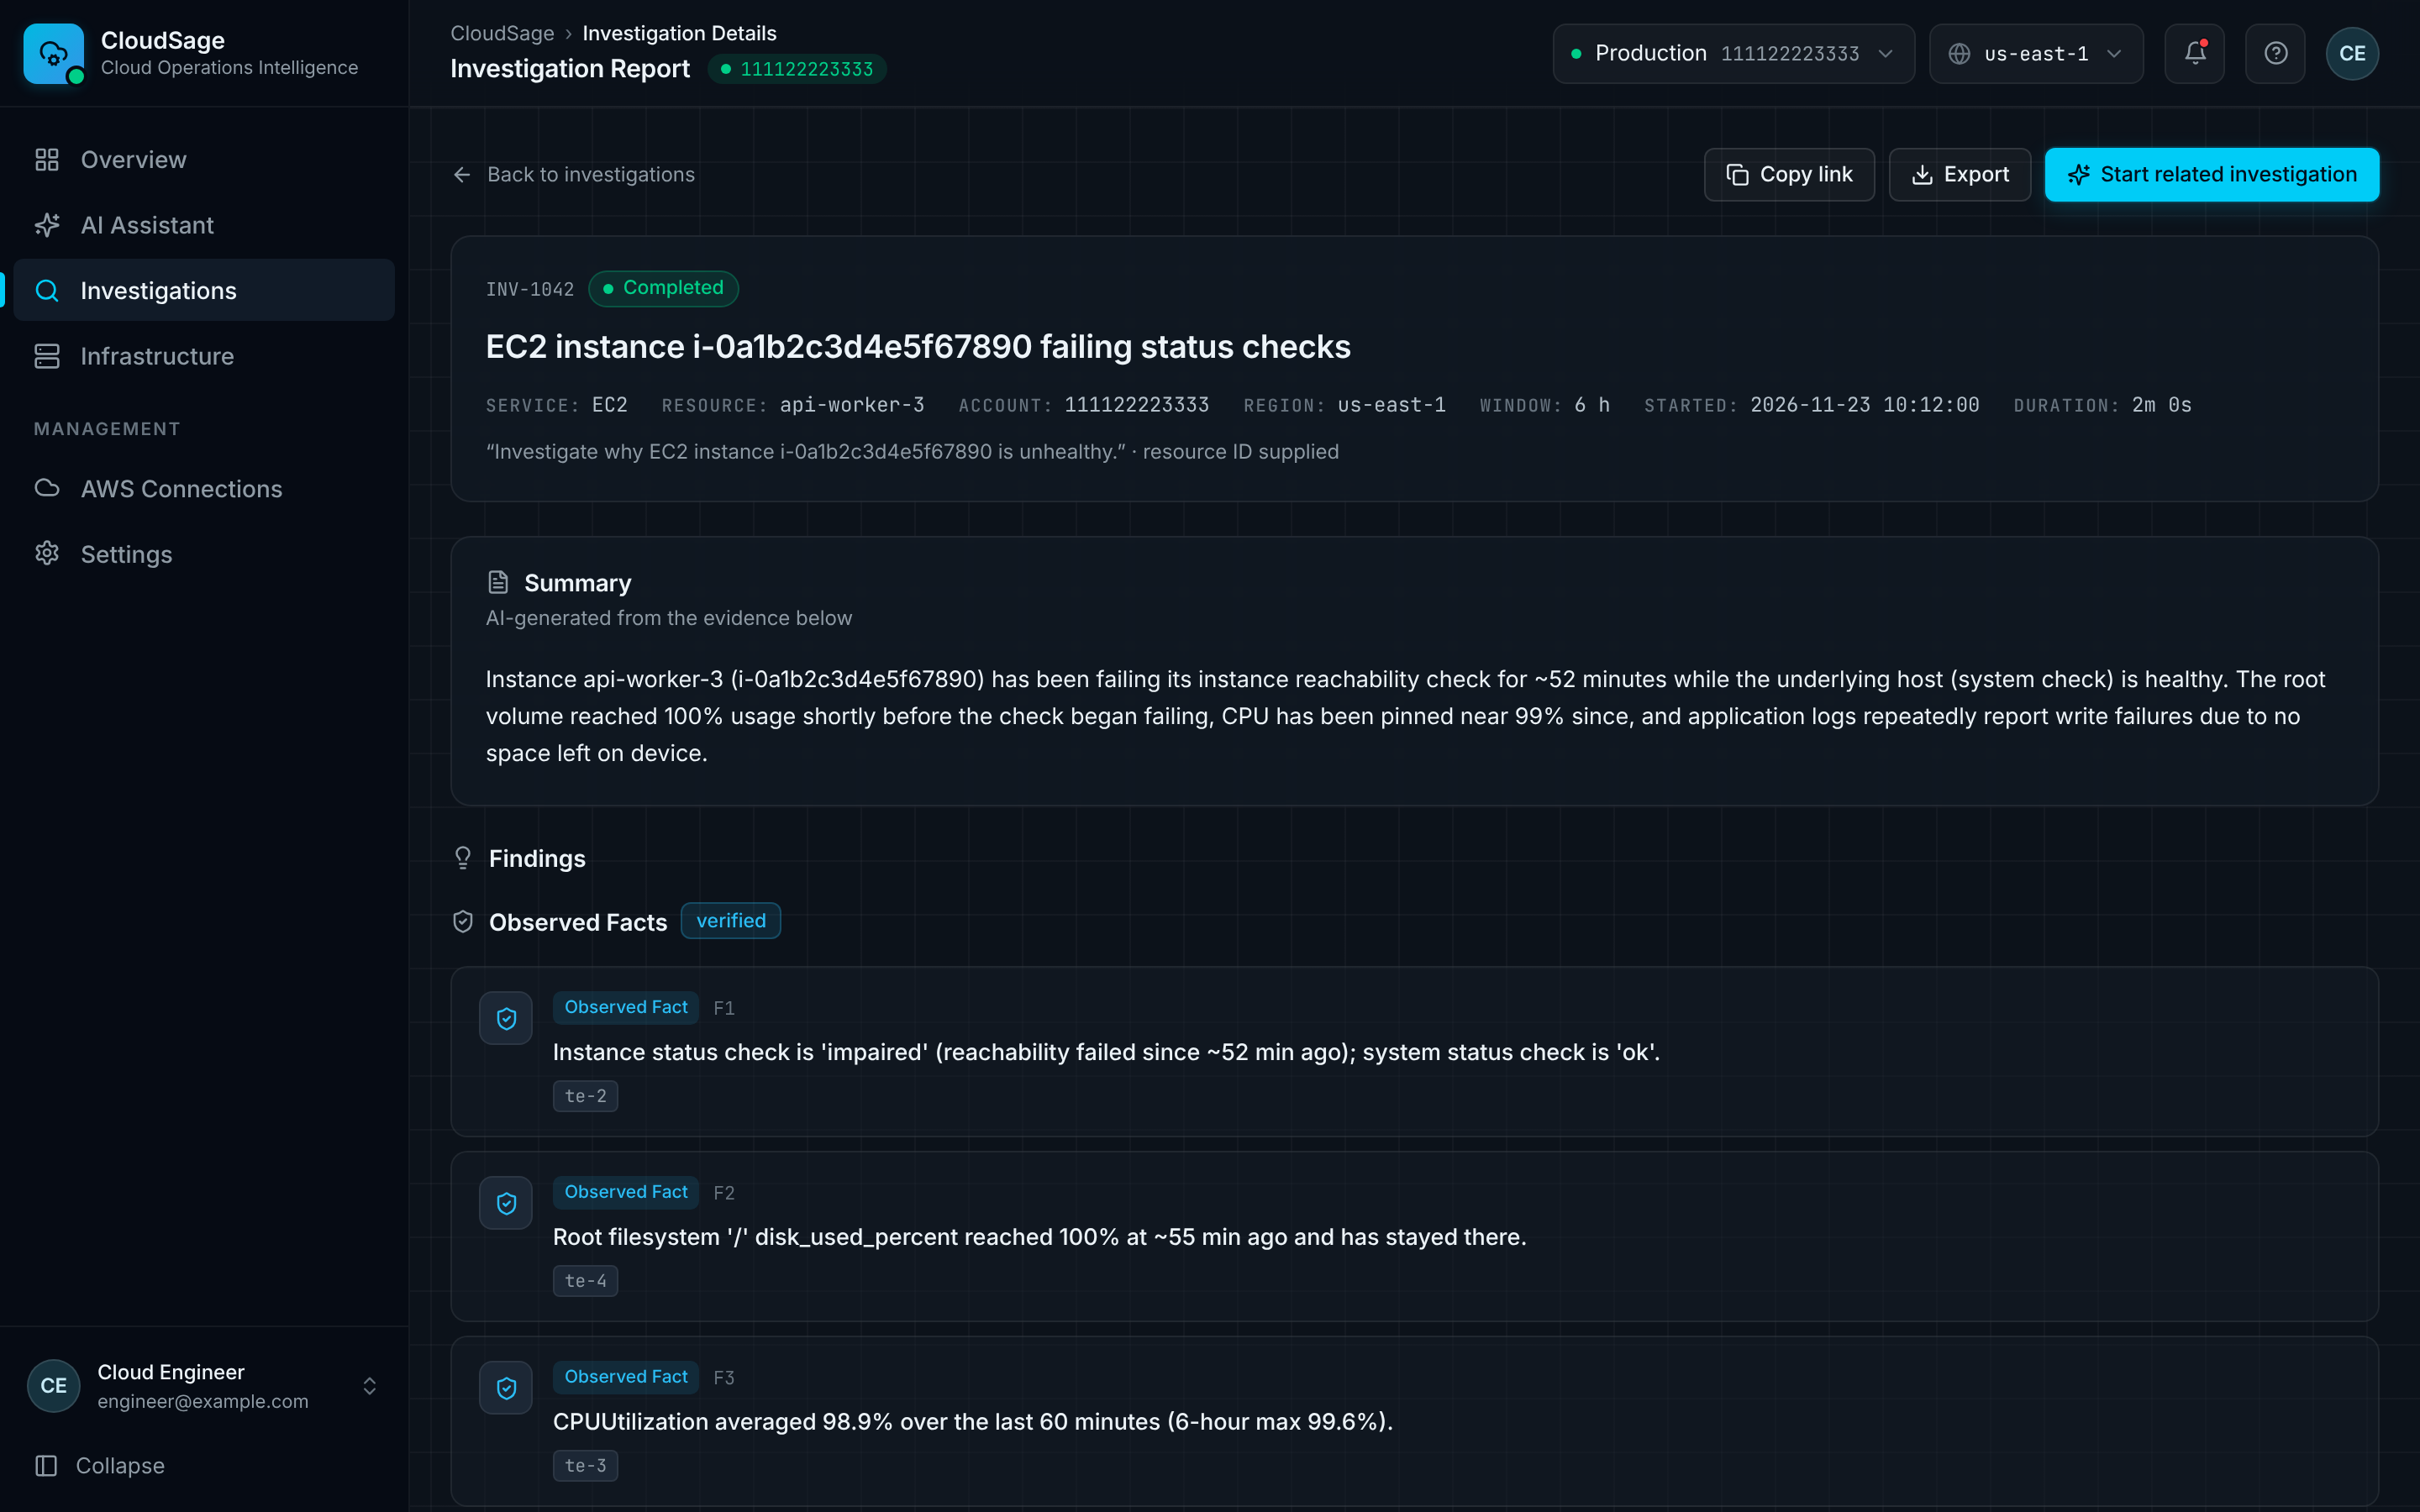 CloudSage
Cloud Operations Intelligence
Overview
AI Assistant
Investigations
Infrastructure
MANAGEMENT
AWS Connections
Settings
CE
Cloud Engineer
engineer@example.com
Collapse
CloudSage › Investigation Details
Investigation Report 111122223333
Production 111122223333
us-east-1
CE
Back to investigations
Copy link
Export
Start related investigation
INV-1042 Completed
EC2 instance i-0a1b2c3d4e5f67890 failing status checks
SERVICE: EC2 RESOURCE: api-worker-3 ACCOUNT: 111122223333 REGION: us-east-1 WINDOW: 6 h STARTED: 2026-11-23 10:12:00 DURATION: 2m 0s
“Investigate why EC2 instance i-0a1b2c3d4e5f67890 is unhealthy.” · resource ID supplied
Summary
AI-generated from the evidence below
Instance api-worker-3 (i-0a1b2c3d4e5f67890) has been failing its instance reachability check for ~52 minutes while the underlying host (system check) is healthy. The root
volume reached 100% usage shortly before the check began failing, CPU has been pinned near 99% since, and application logs repeatedly report write failures due to no
space left on device.
Findings
Observed Facts verified
Observed Fact F1
Instance status check is 'impaired' (reachability failed since ~52 min ago); system status check is 'ok'.
te-2
Observed Fact F2
Root filesystem '/' disk_used_percent reached 100% at ~55 min ago and has stayed there.
te-4
Observed Fact F3
CPUUtilization averaged 98.9% over the last 60 minutes (6-hour max 99.6%).
te-3